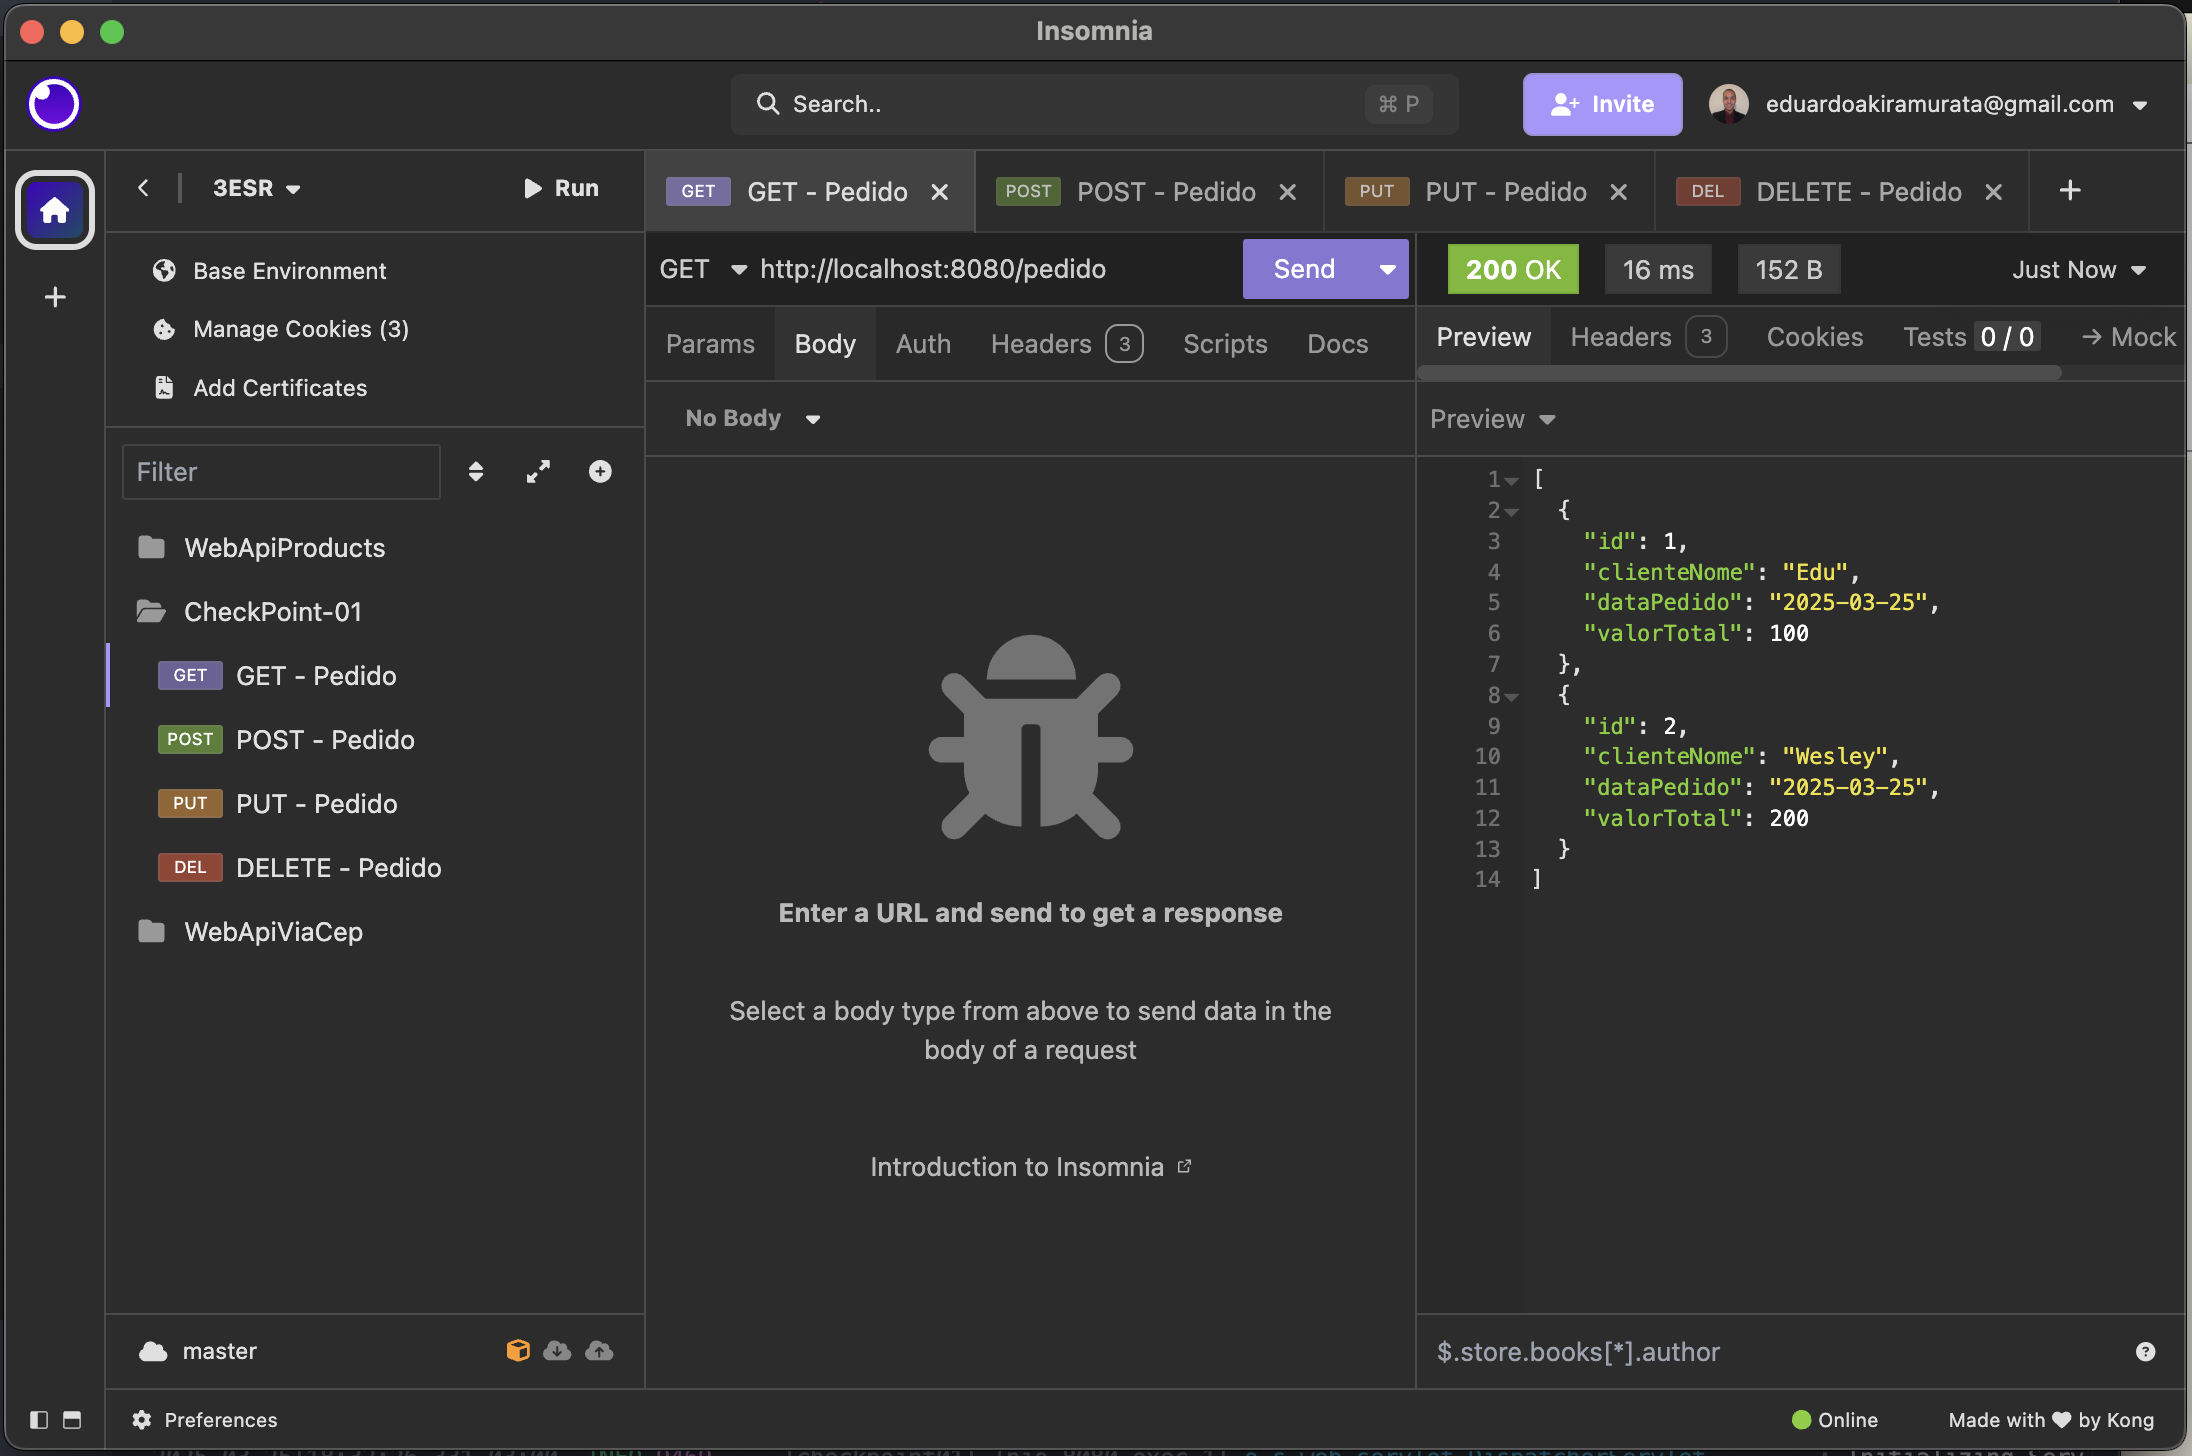 Insomnia
Search..
⌘ P
Invite
eduardoakiramurata@gmail.com
3ESR
Run
GET GET - Pedido
POST POST - Pedido
PUT PUT - Pedido
DEL DELETE - Pedido
Base Environment
Manage Cookies (3)
Add Certificates
Filter
WebApiProducts
CheckPoint-01
GET GET - Pedido
POST POST - Pedido
PUT PUT - Pedido
DEL DELETE - Pedido
WebApiViaCep
master
GET http://localhost:8080/pedido
Send
Params Body Auth Headers 3 Scripts Docs
No Body
Enter a URL and send to get a response
Select a body type from above to send data in the
body of a request
Introduction to Insomnia
200 OK 16 ms 152 B Just Now
Preview Headers 3 Cookies Tests 0 / 0 → Mock
Preview
1 [
2 {
3 "id": 1,
4 "clienteNome": "Edu",
5 "dataPedido": "2025-03-25",
6 "valorTotal": 100
7 },
8 {
9 "id": 2,
10 "clienteNome": "Wesley",
11 "dataPedido": "2025-03-25",
12 "valorTotal": 200
13 }
14 ]
$.store.books[*].author
Preferences
Online
Made with ♥ by Kong